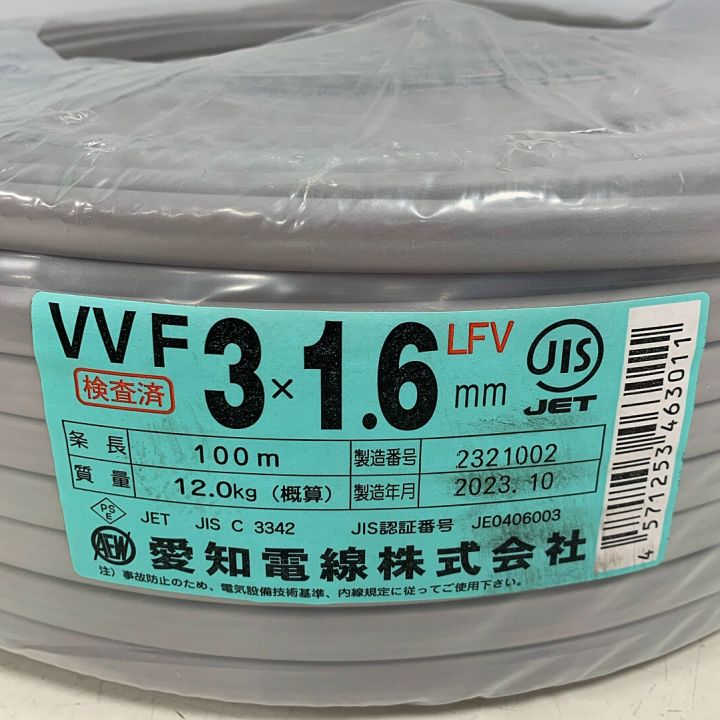 VVF 3×1.6 mm LFV
検査済
JIS
JET
条長 100m 製造番号 2321002
質量 12.0kg (概算) 製造年月 2023.10
PSE JET JIS C 3342 JIS認証番号 JE0406003
AEW 愛知電線株式会社
注) 事故防止のため、電気設備技術基準、内線規定に従ってご使用下さい。
4 571253 463011